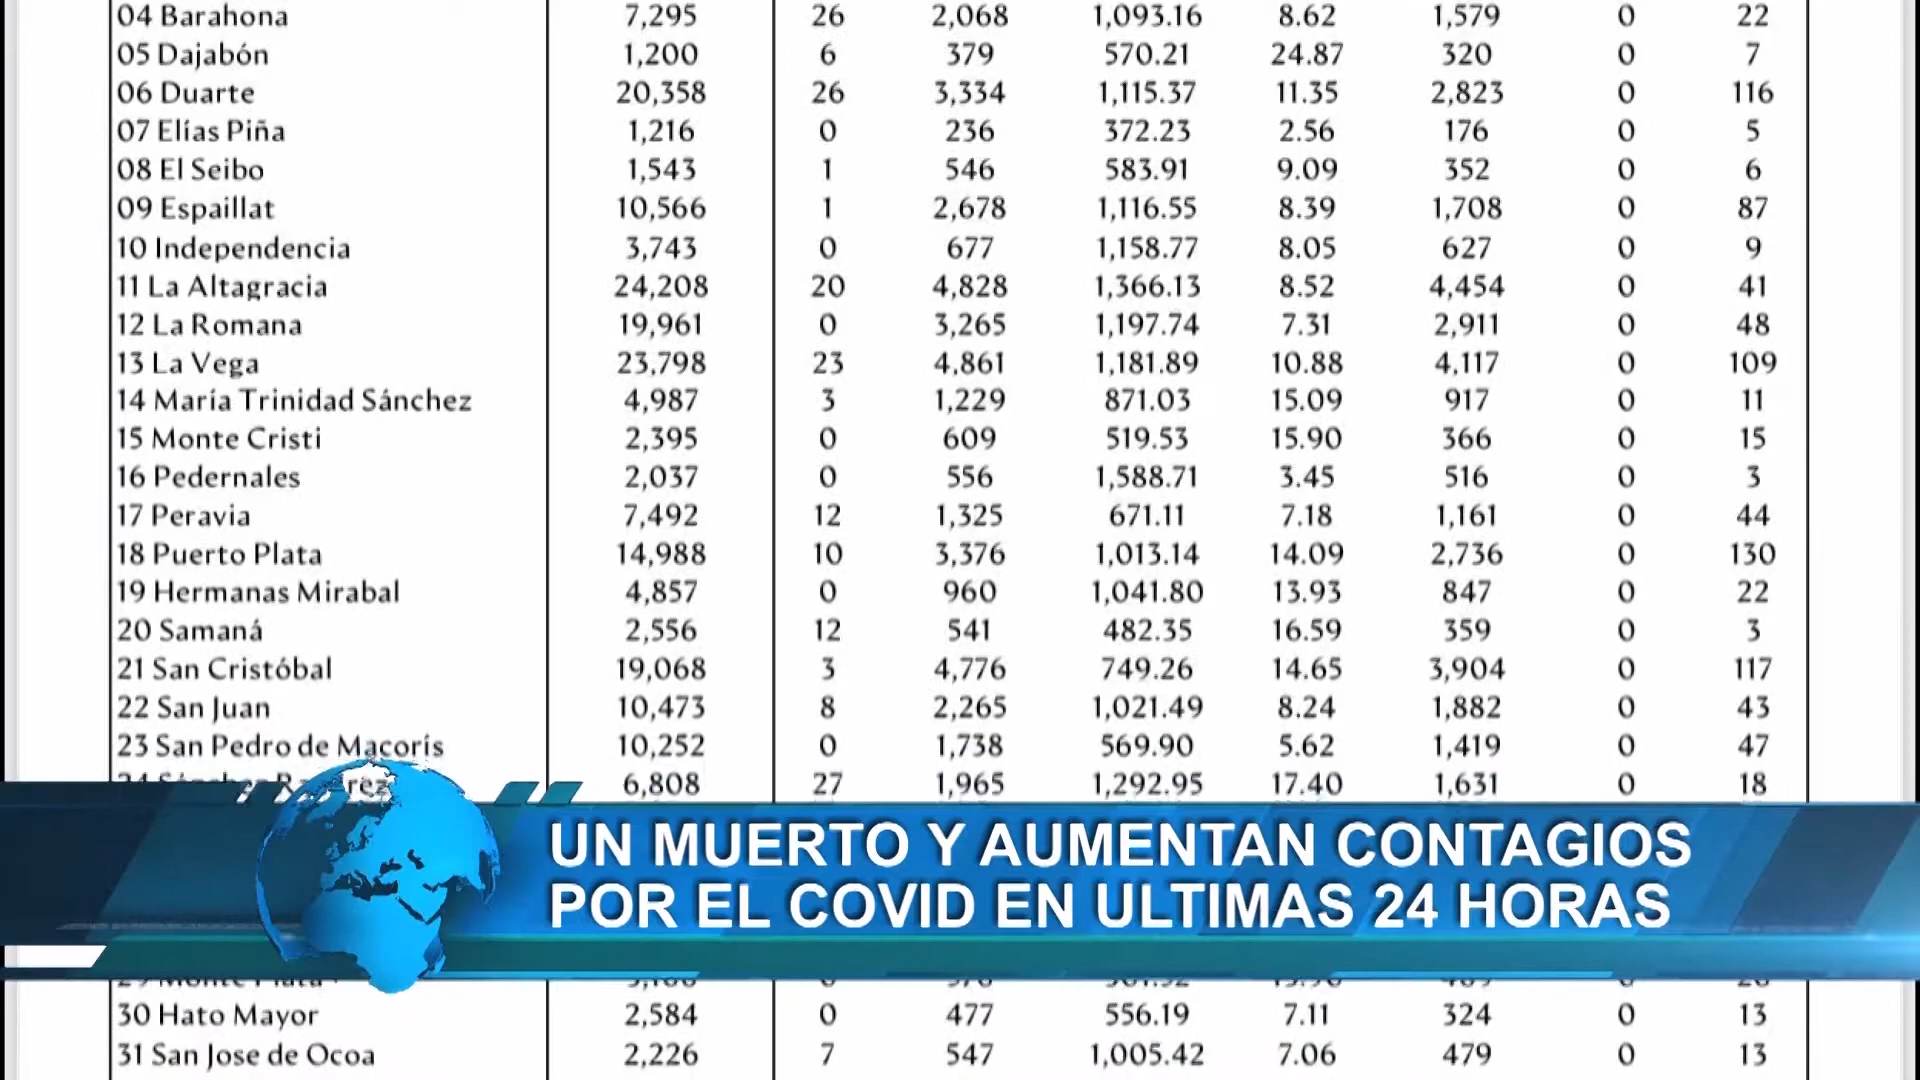 04 Barahona 7,295 26 2,068 1,093.16 8.62 1,579 0 22
05 Dajabón 1,200 6 379 570.21 24.87 320 0 7
06 Duarte 20,358 26 3,334 1,115.37 11.35 2,823 0 116
07 Elías Piña 1,216 0 236 372.23 2.56 176 0 5
08 El Seibo 1,543 1 546 583.91 9.09 352 0 6
09 Espaillat 10,566 1 2,678 1,116.55 8.39 1,708 0 87
10 Independencia 3,743 0 677 1,158.77 8.05 627 0 9
11 La Altagracia 24,208 20 4,828 1,366.13 8.52 4,454 0 41
12 La Romana 19,961 0 3,265 1,197.74 7.31 2,911 0 48
13 La Vega 23,798 23 4,861 1,181.89 10.88 4,117 0 109
14 María Trinidad Sánchez 4,987 3 1,229 871.03 15.09 917 0 11
15 Monte Cristi 2,395 0 609 519.53 15.90 366 0 15
16 Pedernales 2,037 0 556 1,588.71 3.45 516 0 3
17 Peravia 7,492 12 1,325 671.11 7.18 1,161 0 44
18 Puerto Plata 14,988 10 3,376 1,013.14 14.09 2,736 0 130
19 Hermanas Mirabal 4,857 0 960 1,041.80 13.93 847 0 22
20 Samaná 2,556 12 541 482.35 16.59 359 0 3
21 San Cristóbal 19,068 3 4,776 749.26 14.65 3,904 0 117
22 San Juan 10,473 8 2,265 1,021.49 8.24 1,882 0 43
23 San Pedro de Macorís 10,252 0 1,738 569.90 5.62 1,419 0 47
6,808 27 1,965 1,292.95 17.40 1,631 0 18
UN MUERTO Y AUMENTAN CONTAGIOS
POR EL COVID EN ULTIMAS 24 HORAS
30 Hato Mayor 2,584 0 477 556.19 7.11 324 0 13
31 San Jose de Ocoa 2,226 7 547 1,005.42 7.06 479 0 13